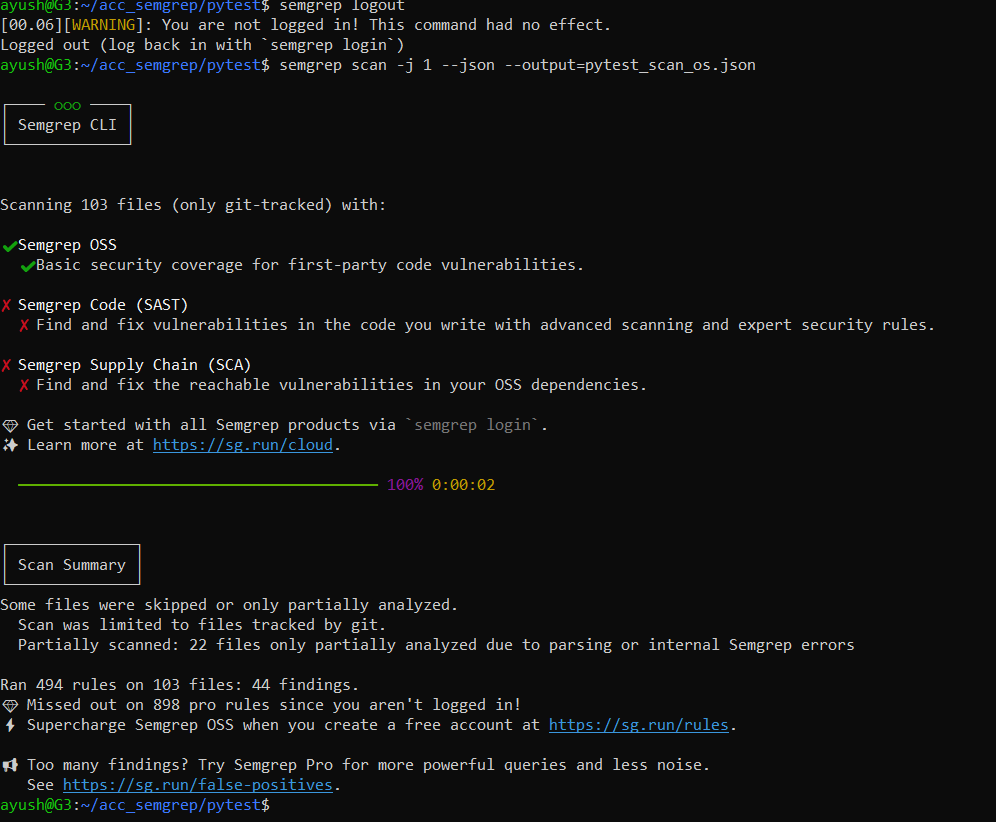 ayush@G3:~/acc_semgrep/pytest$ semgrep logout
[00.06][WARNING]: You are not logged in! This command had no effect.
Logged out (log back in with `semgrep login`)
ayush@G3:~/acc_semgrep/pytest$ semgrep scan -j 1 --json --output=pytest_scan_os.json
ooo
Semgrep CLI
Scanning 103 files (only git-tracked) with:
✔Semgrep OSS
✔Basic security coverage for first-party code vulnerabilities.
✘ Semgrep Code (SAST)
✘ Find and fix vulnerabilities in the code you write with advanced scanning and expert security rules.
✘ Semgrep Supply Chain (SCA)
✘ Find and fix the reachable vulnerabilities in your OSS dependencies.
💎 Get started with all Semgrep products via `semgrep login`.
✨ Learn more at https://sg.run/cloud.
100% 0:00:02
Scan Summary
Some files were skipped or only partially analyzed.
Scan was limited to files tracked by git.
Partially scanned: 22 files only partially analyzed due to parsing or internal Semgrep errors
Ran 494 rules on 103 files: 44 findings.
💎 Missed out on 898 pro rules since you aren't logged in!
⚡ Supercharge Semgrep OSS when you create a free account at https://sg.run/rules.
📢 Too many findings? Try Semgrep Pro for more powerful queries and less noise.
See https://sg.run/false-positives.
ayush@G3:~/acc_semgrep/pytest$